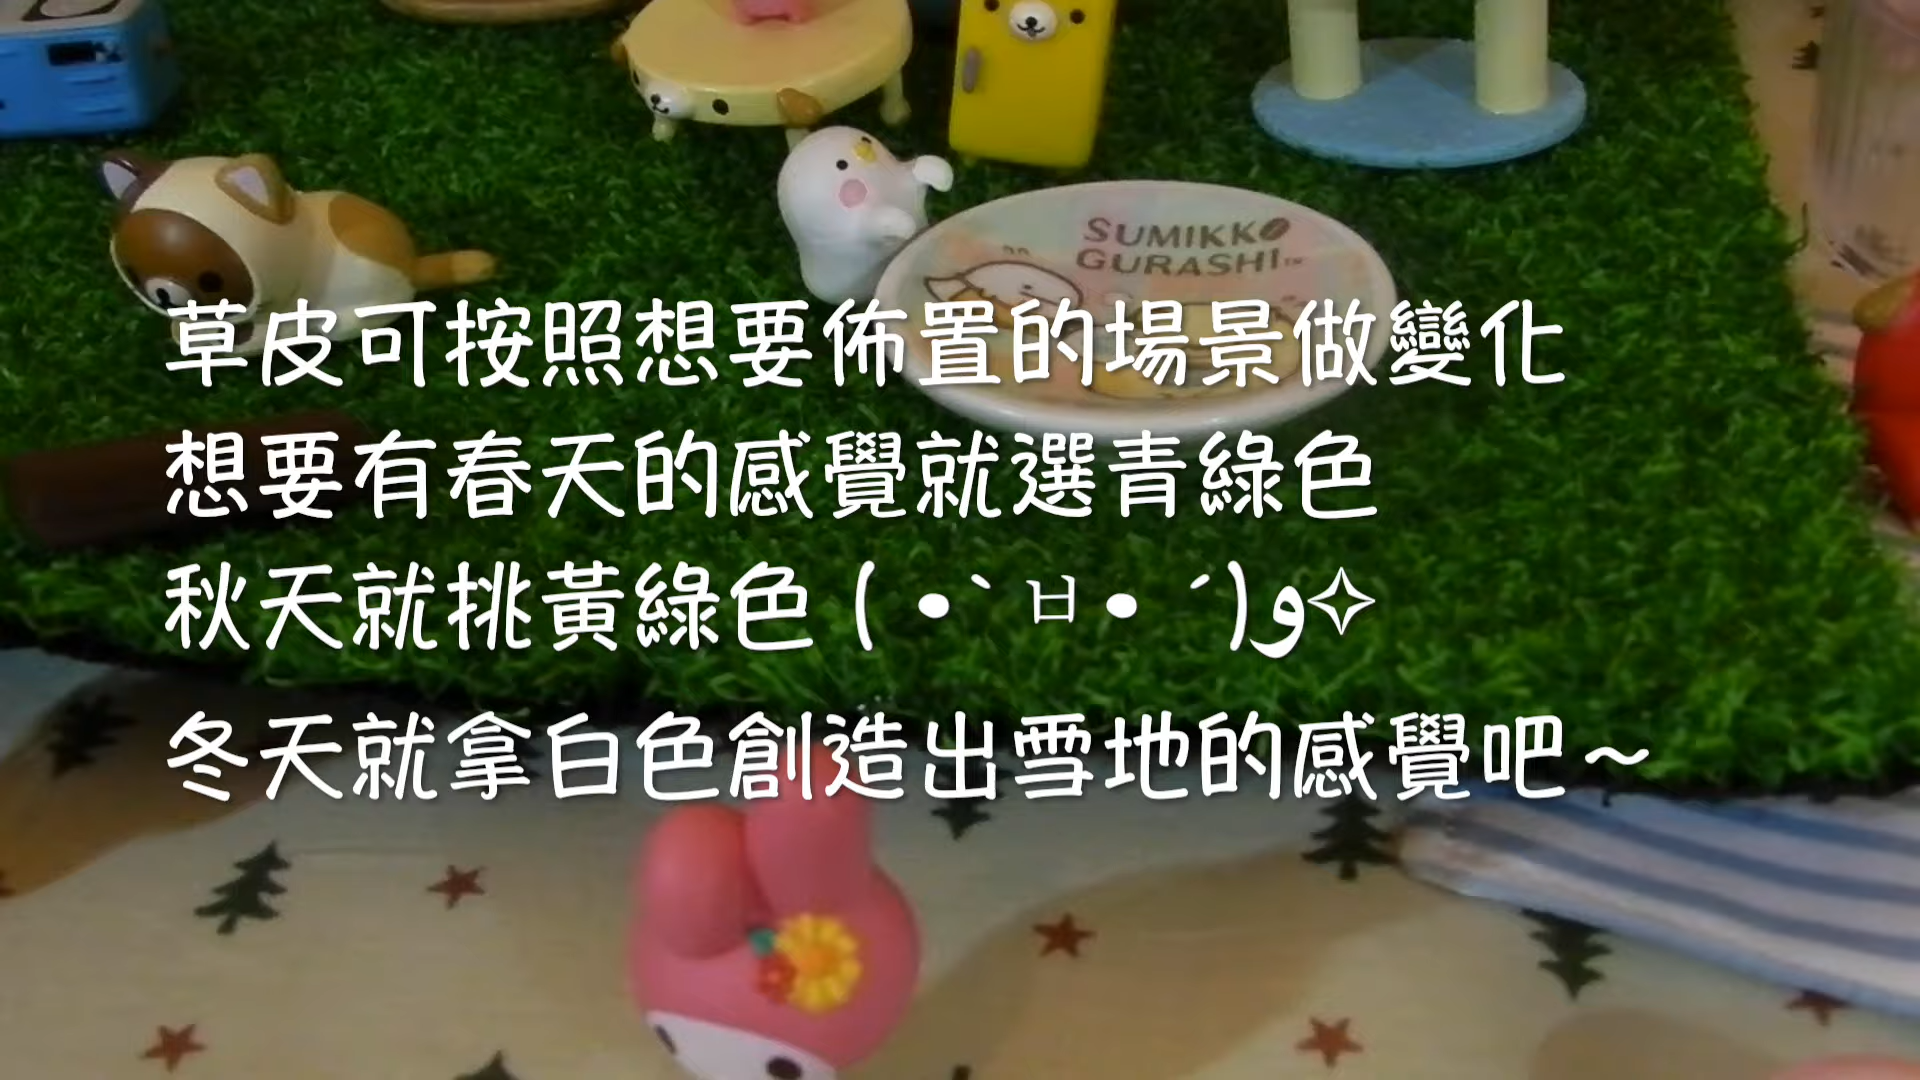 SUMIKKO
GURASHI™
草皮可按照想要佈置的場景做變化
想要有春天的感覺就選青綠色
秋天就挑黃綠色 ( •̀ㅂ•́)و✧
冬天就拿白色創造出雪地的感覺吧～